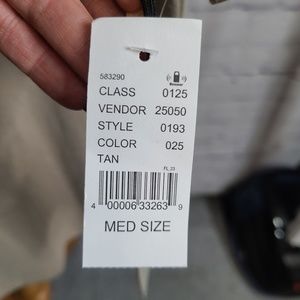 583290
CLASS 0125
VENDOR 25050
STYLE 0193
COLOR 025
TAN
FL 23
4 00006 33263 9
MED SIZE